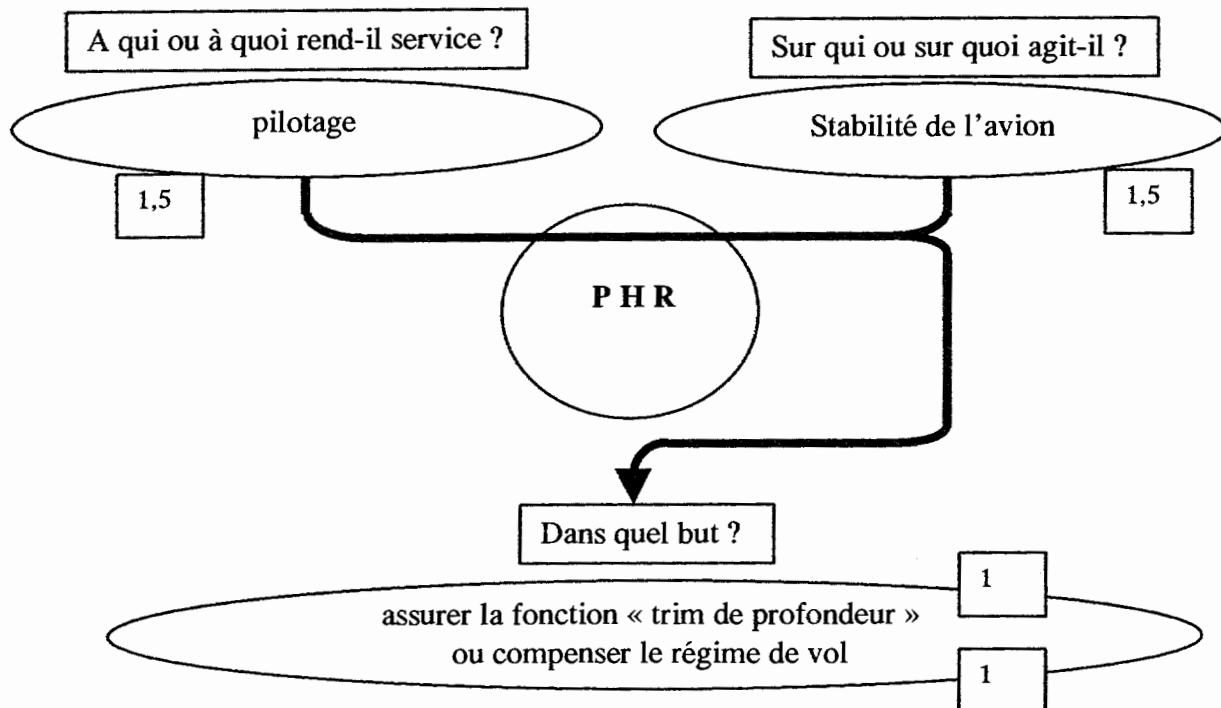 A qui ou à quoi rend-il service ?
Sur qui ou sur quoi agit-il ?
pilotage
Stabilité de l'avion
1,5
1,5
P H R
Dans quel but ?
1
assurer la fonction « trim de profondeur »
ou compenser le régime de vol
1